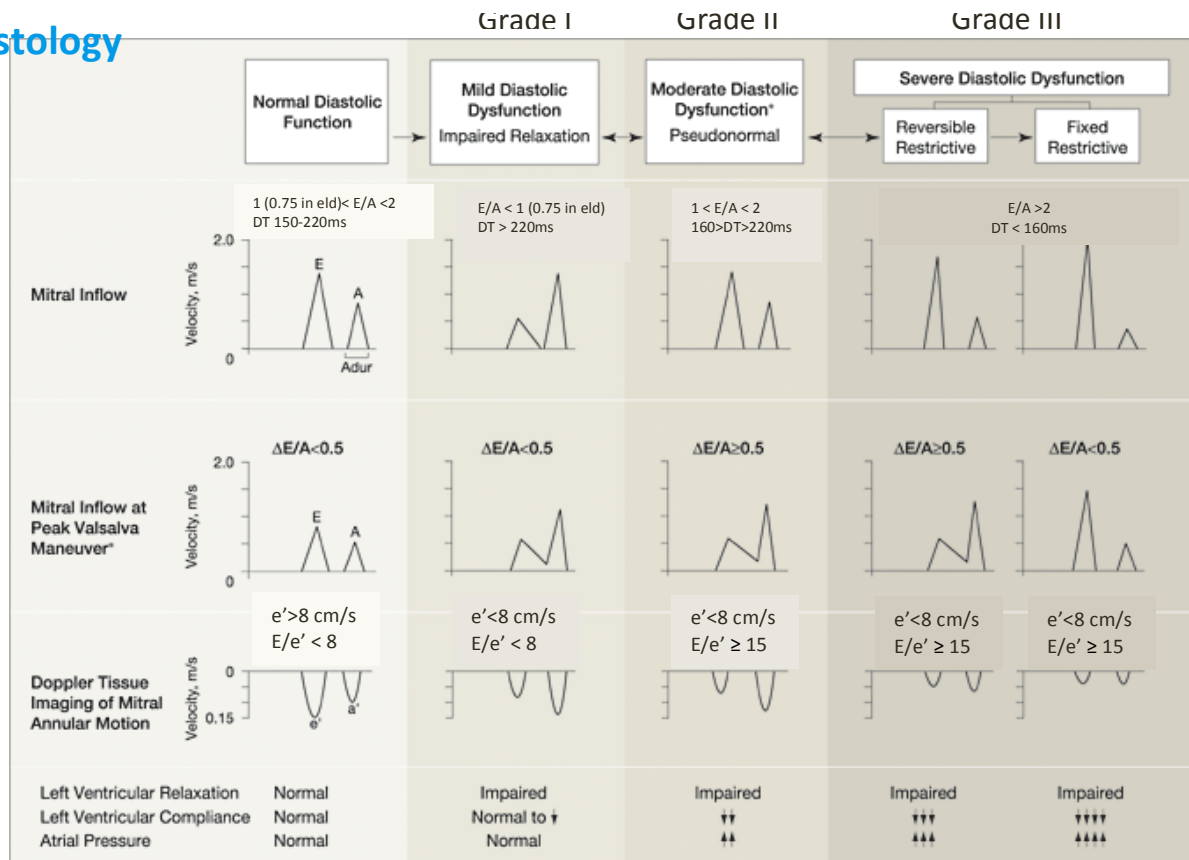 Grade I
Grade II
Grade III
stology
Normal Diastolic
Function
Mild Diastolic
Dysfunction
Impaired Relaxation
Moderate Diastolic
Dysfunction*
Pseudonormal
Severe Diastolic Dysfunction
Reversible
Restrictive
Fixed
Restrictive
1 (0.75 in eld)< E/A <2
DT 150-220ms
E/A < 1 (0.75 in eld)
DT > 220ms
1 < E/A < 2
160>DT>220ms
E/A >2
DT < 160ms
Mitral Inflow
Velocity, m/s
2.0
0
E
A
Adur
ΔE/A<0.5
ΔE/A<0.5
ΔE/A≥0.5
ΔE/A≥0.5
ΔE/A<0.5
Mitral Inflow at
Peak Valsalva
Maneuver*
Velocity, m/s
2.0
0
E
A
e’>8 cm/s
E/e’ < 8
e’<8 cm/s
E/e’ < 8
e’<8 cm/s
E/e’ ≥ 15
e’<8 cm/s
E/e’ ≥ 15
e’<8 cm/s
E/e’ ≥ 15
Doppler Tissue
Imaging of Mitral
Annular Motion
Velocity, m/s
0
0.15
e'
a'
Left Ventricular Relaxation Normal Impaired Impaired Impaired Impaired
Left Ventricular Compliance Normal Normal to ↓ ↓↓ ↓↓↓ ↓↓↓↓
Atrial Pressure Normal Normal ↑↑ ↑↑↑ ↑↑↑↑